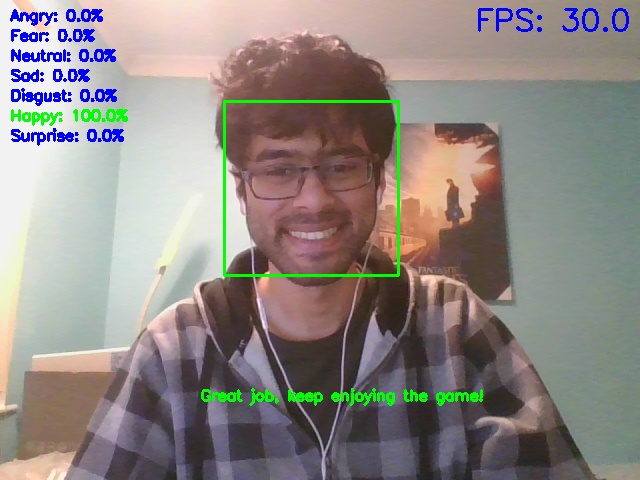 Angry: 0.0%
FPS: 30.0
Fear: 0.0%
Neutral: 0.0%
Sad: 0.0%
Disgust: 0.0%
Happy: 100.0%
Surprise: 0.0%
FANTASTIC
Great job, keep enjoying the game!